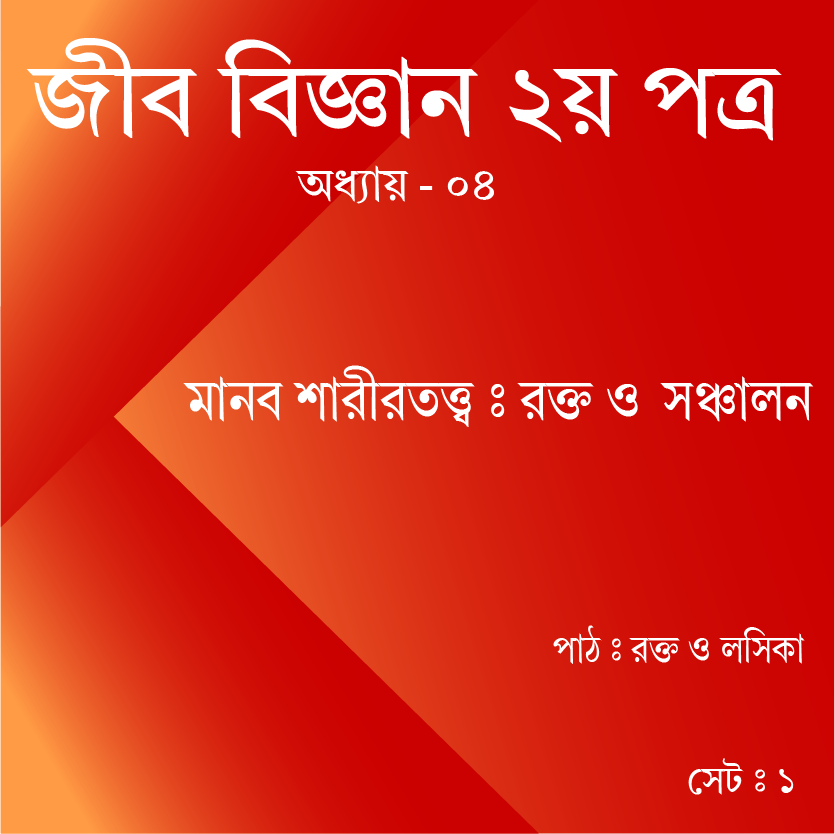 জীব বিজ্ঞান ২য় পত্র
অধ্যায় - ০৪
মানব শারীরতত্ত্ব ঃ রক্ত ও সঞ্চালন
পাঠ ঃ রক্ত ও লসিকা
সেট ঃ ১